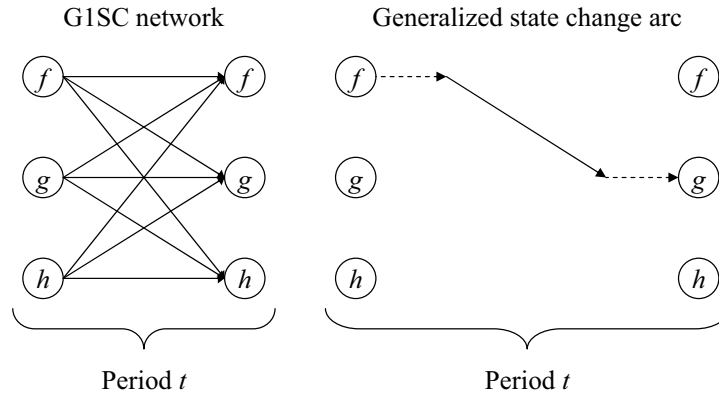 G1SC network
Generalized state change arc
f
f
f
f
g
g
g
g
h
h
h
h
Period t
Period t